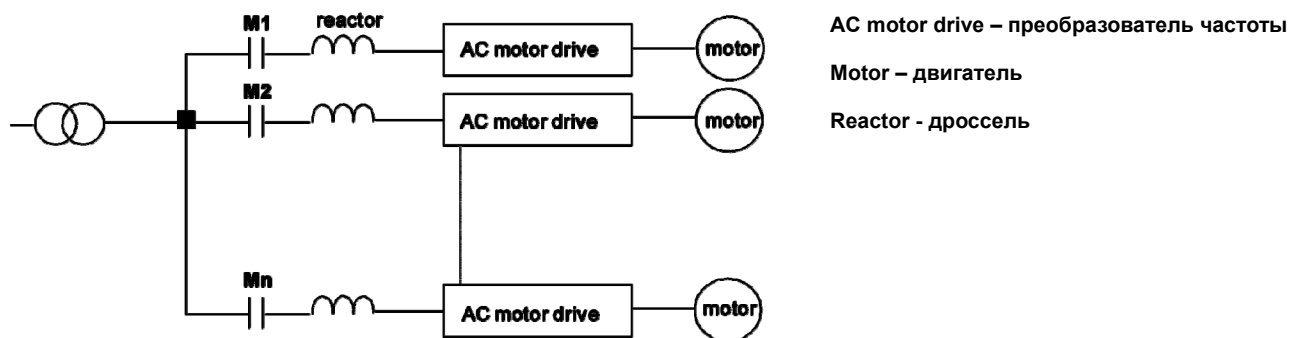 M1
reactor
AC motor drive
motor
AC motor drive – преобразователь частоты
Motor – двигатель
Reactor - дроссель
M2
AC motor drive
motor
Mn
AC motor drive
motor